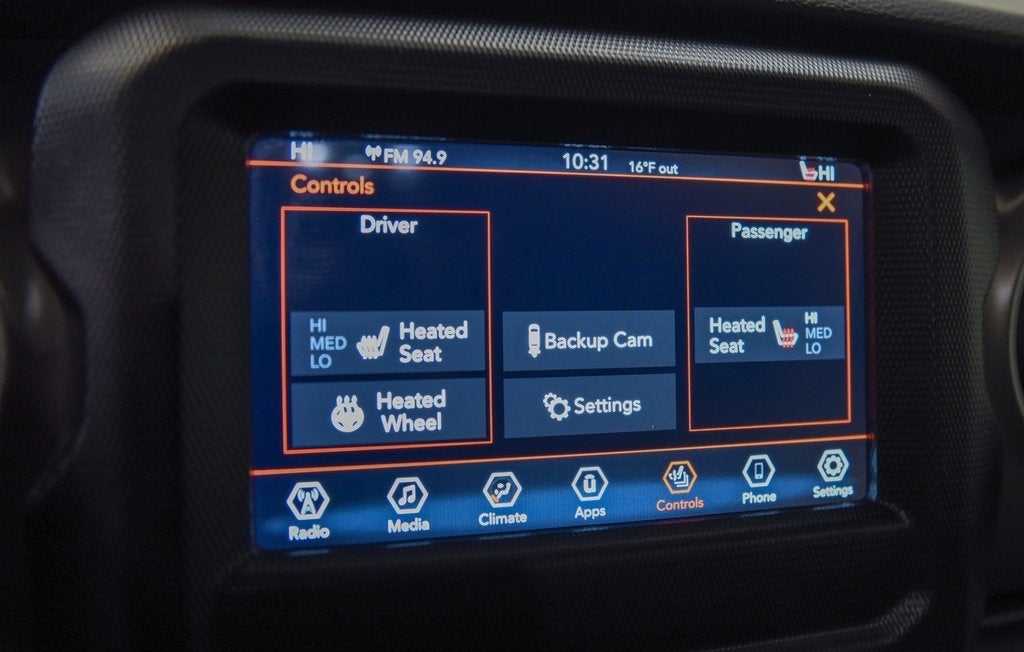 HI
FM 94.9
10:31
16°F out
HI
Controls
X
Driver
Passenger
HI
MED
LO
Heated
Seat
Backup Cam
Heated
Seat
HI
MED
LO
Heated
Wheel
Settings
Radio
Media
Climate
Apps
Controls
Phone
Settings